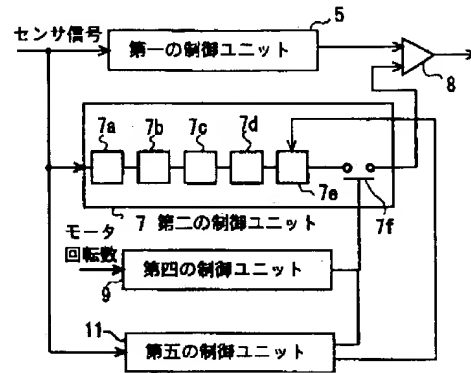 センサ信号
第一の制御ユニット
5
8
7a
7b
7c
7d
7e
7f
7 第二の制御ユニット
モータ
回転数
第四の制御ユニット
9
11
第五の制御ユニット